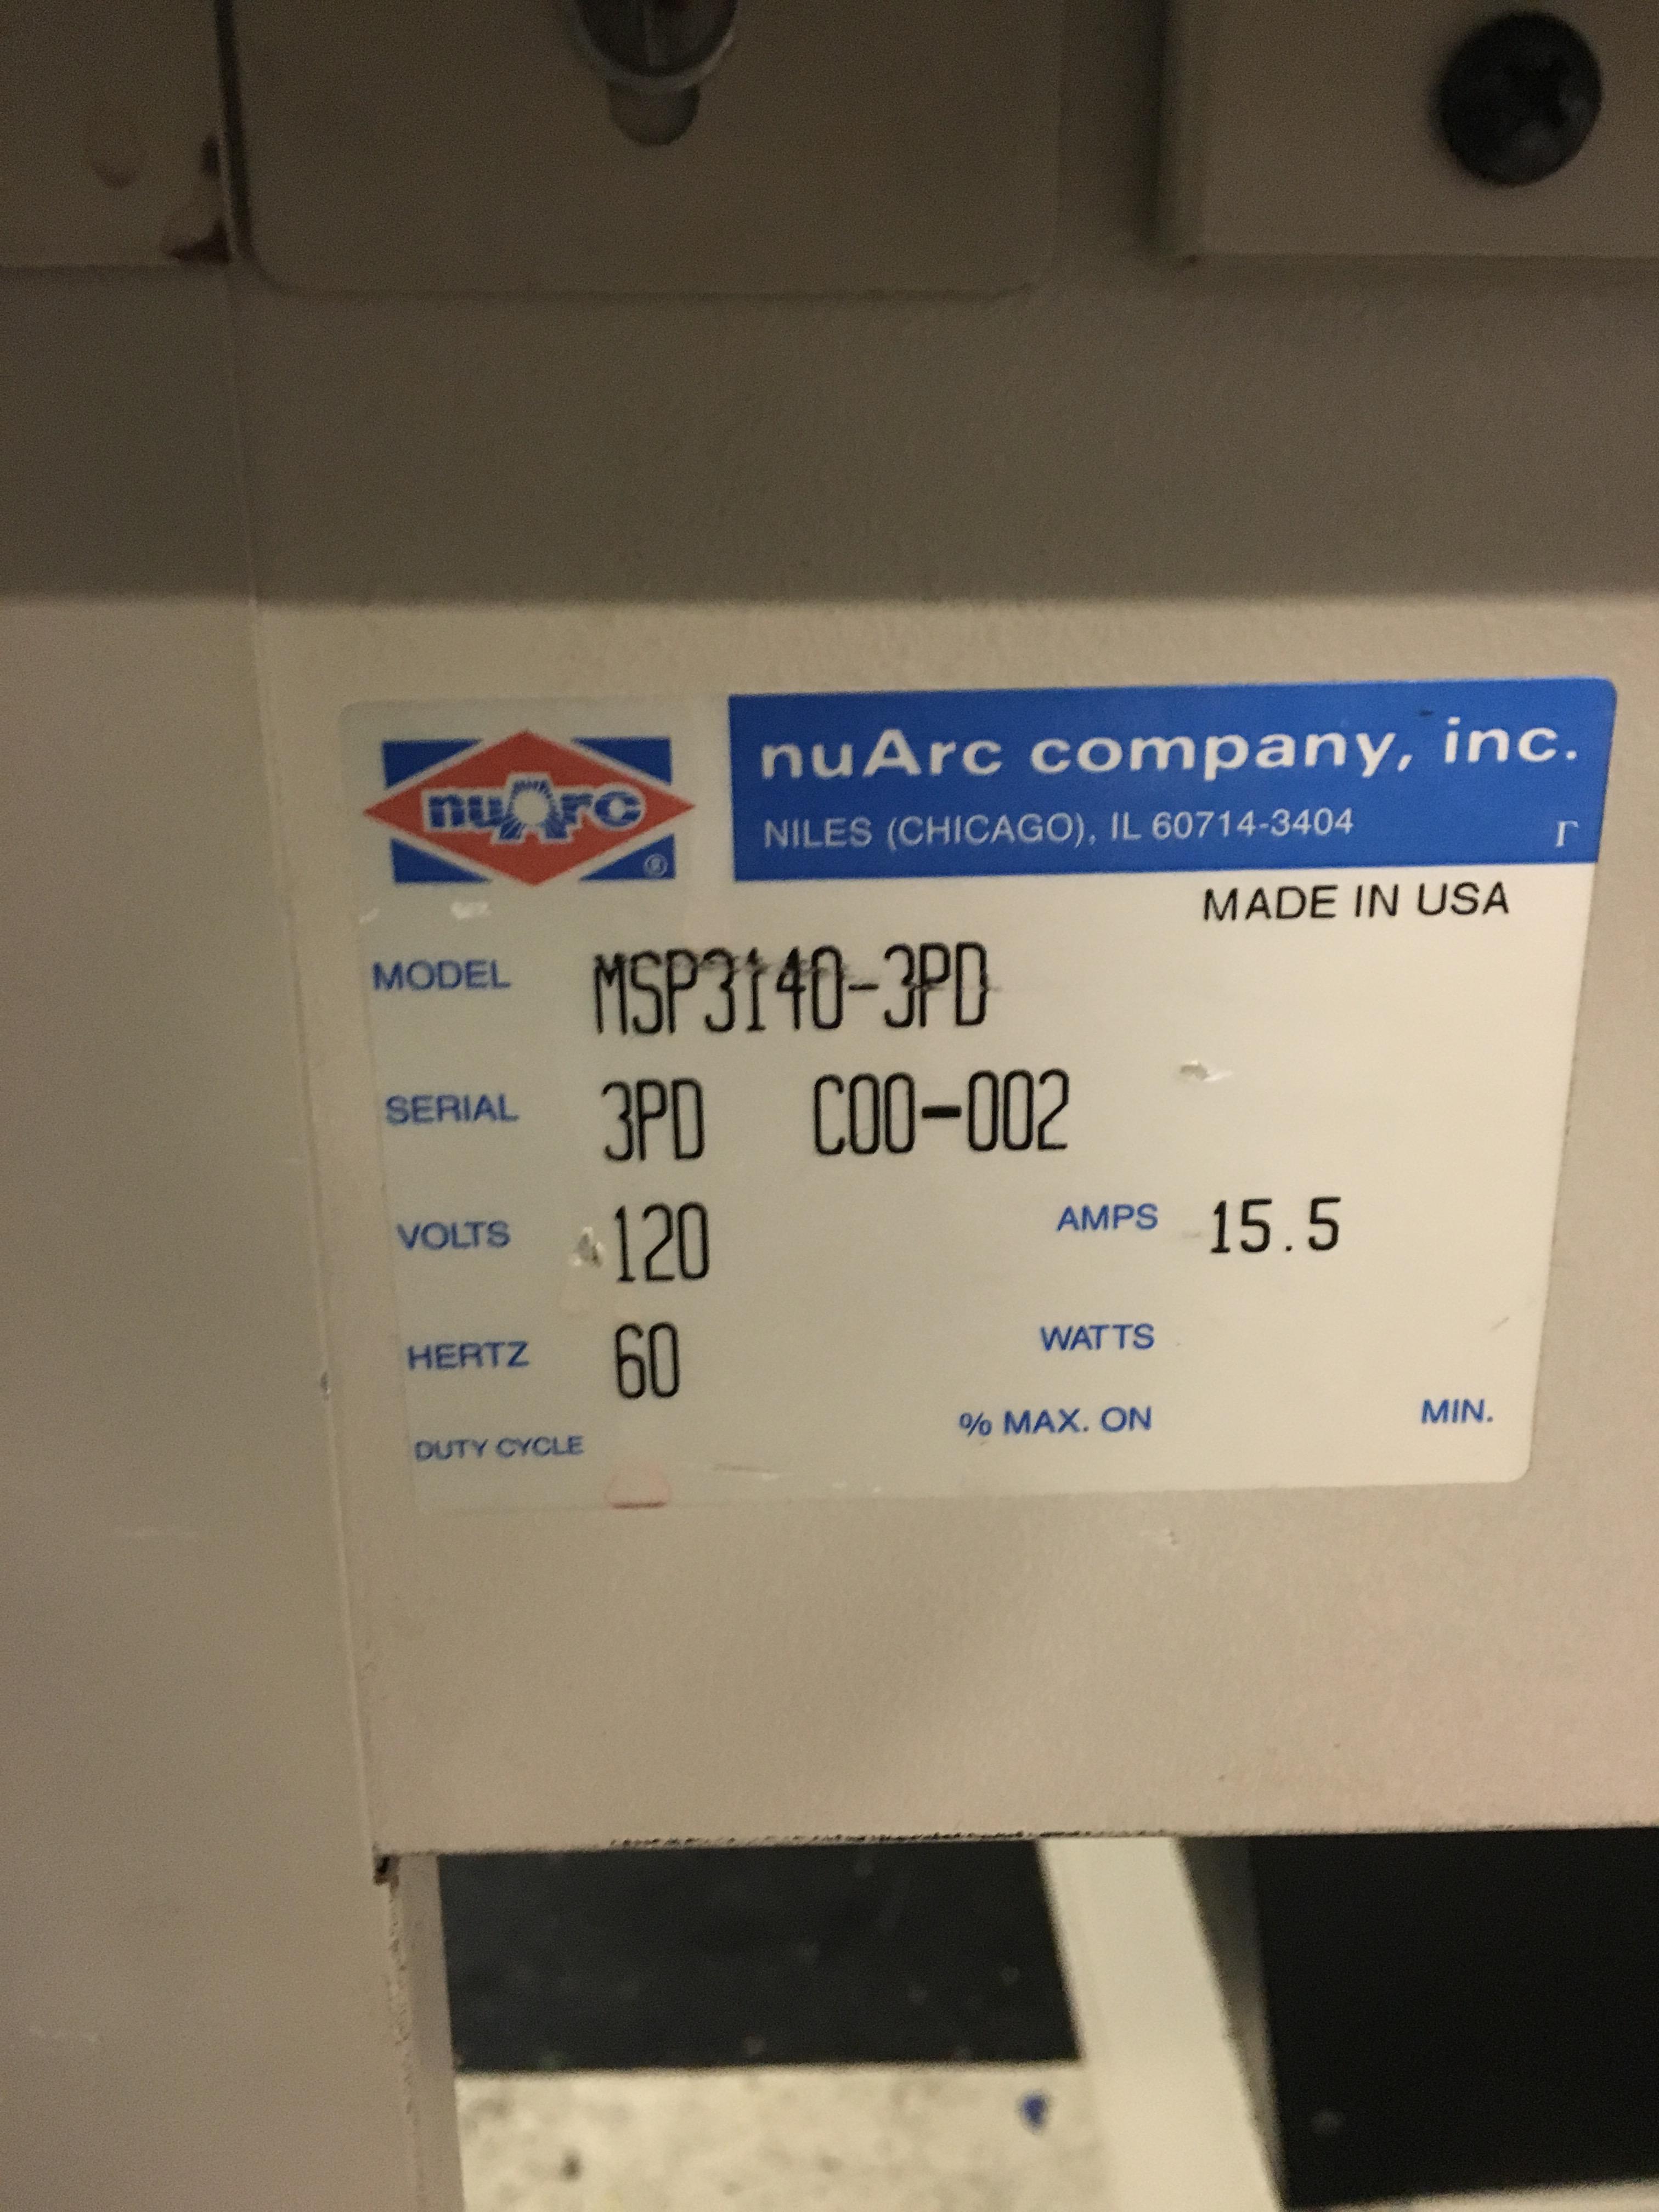 nuArc
®
nuArc company, inc.
NILES (CHICAGO), IL 60714-3404
Γ
MADE IN USA
MODEL MSP3140-3PD
SERIAL 3PD C00-002
VOLTS 120 AMPS 15.5
HERTZ 60 WATTS
DUTY CYCLE % MAX. ON MIN.